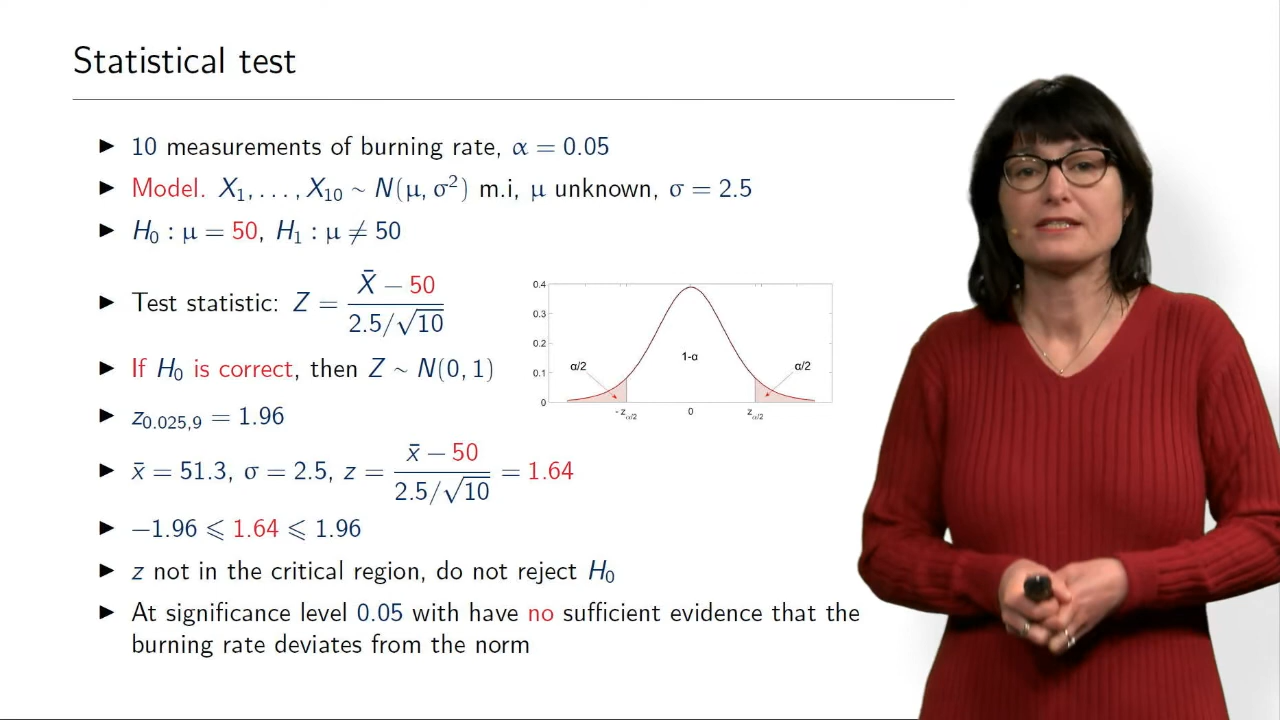 Statistical test
► 10 measurements of burning rate, α = 0.05
► Model. X₁, . . . , X₁₀ ~ N(μ, σ²) m.i, μ unknown, σ = 2.5
► H₀ : μ = 50, H₁ : μ ≠ 50
► Test statistic: Z = (X̄ − 50) / (2.5/√10)
► If H₀ is correct, then Z ~ N(0, 1)
► z₀.₀₂₅,₉ = 1.96
► x̄ = 51.3, σ = 2.5, z = (x̄ − 50) / (2.5/√10) = 1.64
► −1.96 ⩽ 1.64 ⩽ 1.96
► z not in the critical region, do not reject H₀
► At significance level 0.05 with have no sufficient evidence that the
burning rate deviates from the norm
0.4
0.3
0.2
0.1
0
α/2
1-α
α/2
- z_α/2
0
z_α/2